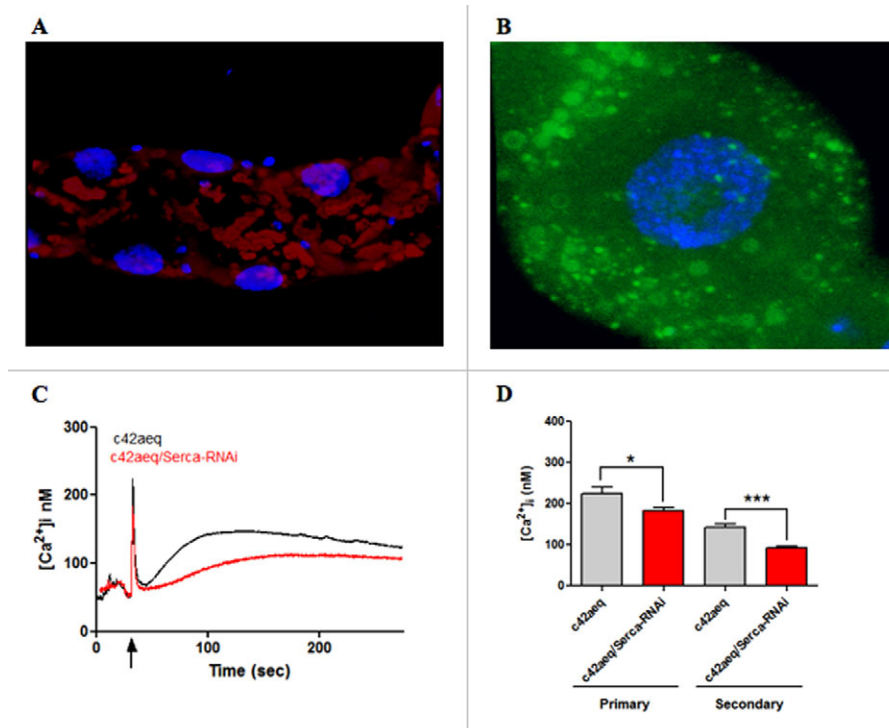 A
B
C
300
c42aeq
c42aeq/Serca-RNAi
200
100
0
[Ca²⁺]i nM
0 100 200
Time (sec)
D
400
300
200
100
0
[Ca²⁺]ᵢ (nM)
*
***
c42aeq
c42aeq/Serca-RNAi
c42aeq
c42aeq/Serca-RNAi
Primary
Secondary